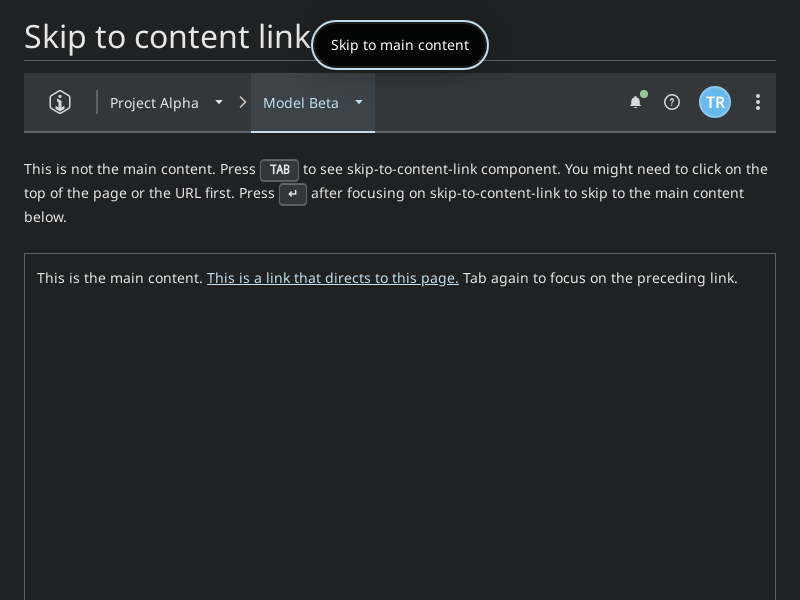 Skip to content link
Skip to main content
Project Alpha
Model Beta
TR
This is not the main content. Press TAB to see skip-to-content-link component. You might need to click on the
top of the page or the URL first. Press ↵ after focusing on skip-to-content-link to skip to the main content
below.
This is the main content. This is a link that directs to this page. Tab again to focus on the preceding link.